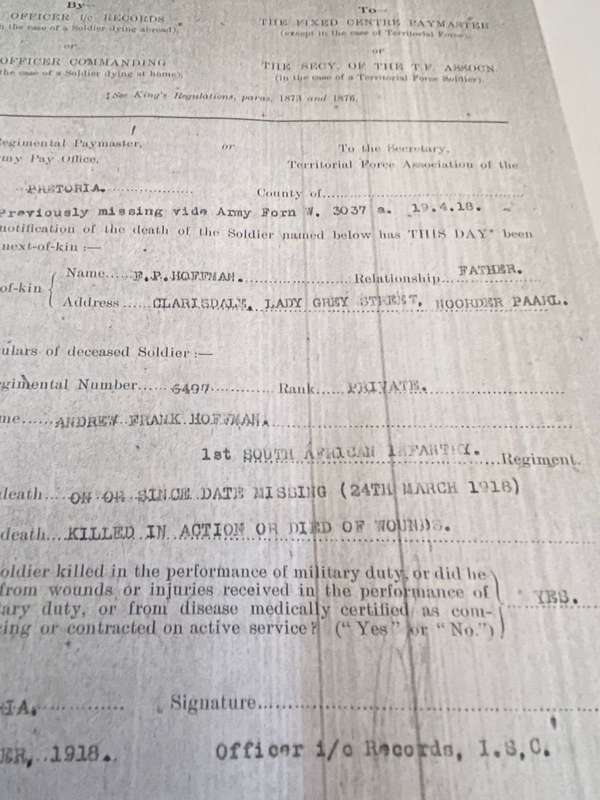 By—
To—
OFFICER i/c RECORDS
THE FIXED CENTRE PAYMASTER
n the case of a Soldier dying abroad),
(except in the case of Territorial Force),
or
or
OFFICER COMMANDING
THE SECY. OF THE T.F. ASSOCN
the case of a Soldier dying at home);
(in the case of a Territorial Force Soldier).
‡See King's Regulations, paras. 1873 and 1876.
egimental Paymaster,
or
To the Secretary,
my Pay Office,
Territorial Force Association of the
PRETORIA.
County of
Previously missing vide Army Form W. 3037 a. 19.4.18.
notification of the death of the Soldier named below has THIS DAY* been
next-of-kin :—
of-kin
Name E.P. HOFFMAN. Relationship FATHER.
Address CLARISDALE, LADY GREY STREET, NOORDER PAARL.
ulars of deceased Soldier :—
gimental Number 6497 Rank PRIVATE.
me ANDREW FRANK HOFFMAN.
1st SOUTH AFRICAN INFANTRY. Regiment.
death ON OR SINCE DATE MISSING (24TH MARCH 1918)
death KILLED IN ACTION OR DIED OF WOUNDS.
oldier killed in the performance of military duty, or did he
from wounds or injuries received in the performance of
YES.
tary duty, or from disease medically certified as com-
cing or contracted on active service? (“Yes” or “No.”)
IA.
Signature
ER, 1918.
Officer i/c Records, I.S.C.